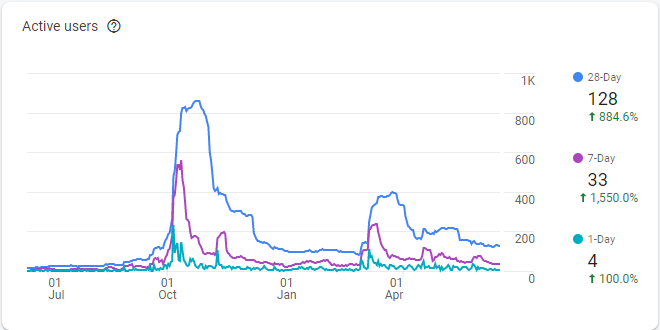 Active users
1K
800
600
400
200
0
01
Jul
01
Oct
01
Jan
01
Apr
28-Day
128
884.6%
7-Day
33
1,550.0%
1-Day
4
100.0%